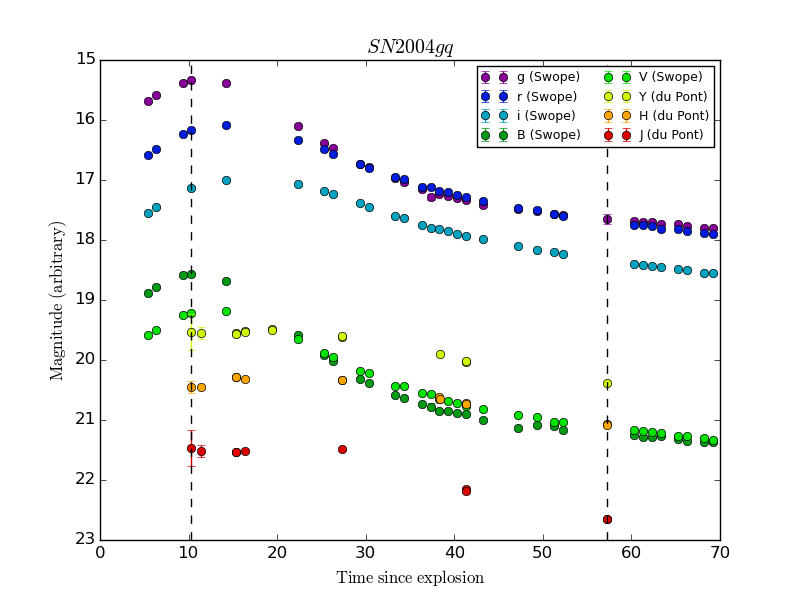 SN2004gq
g (Swope)
r (Swope)
i (Swope)
B (Swope)
V (Swope)
Y (du Pont)
H (du Pont)
J (du Pont)
Magnitude (arbitrary)
15
16
17
18
19
20
21
22
23
0 10 20 30 40 50 60 70
Time since explosion